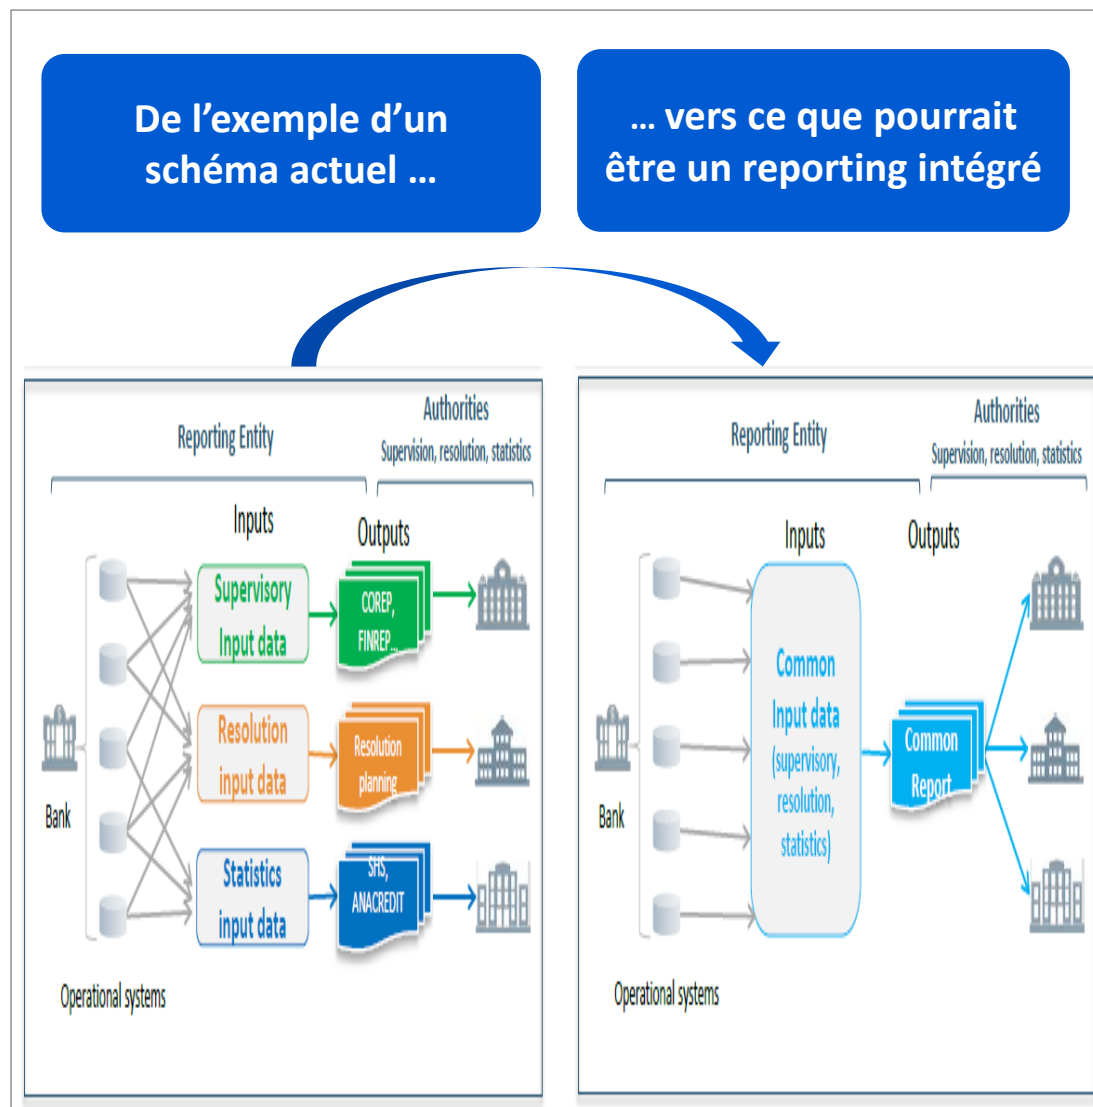 De l’exemple d’un
schéma actuel …
… vers ce que pourrait
être un reporting intégré
Reporting Entity
Authorities
Supervision, resolution, statistics
Inputs
Outputs
Supervisory
Input data
COREP,
FINREP...
Resolution
input data
Resolution
planning
Bank
Statistics
input data
SHS,
ANACREDIT
Operational systems
Reporting Entity
Authorities
Supervision, resolution, statistics
Inputs
Outputs
Common
Input data
(supervisory,
resolution,
statistics)
Common
Report
Bank
Operational systems